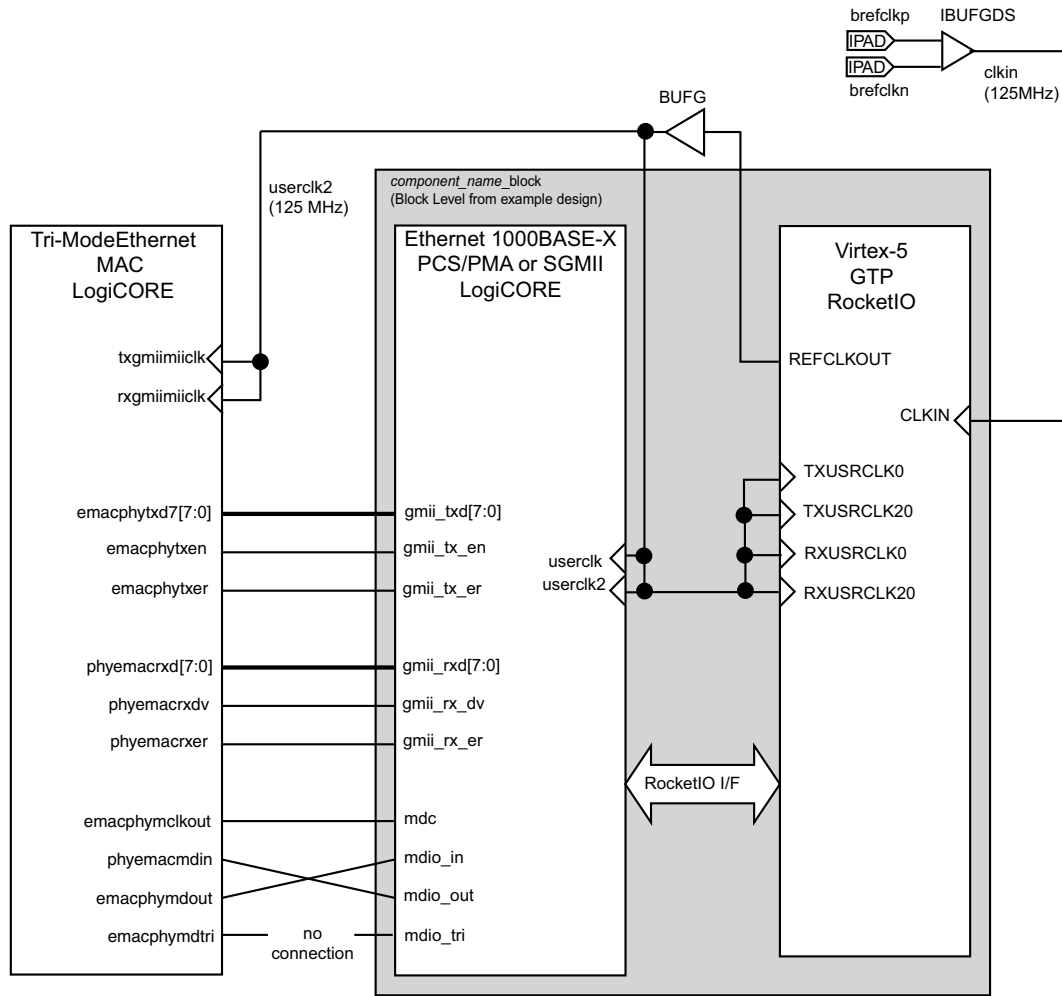 brefclkp
IBUFGDS
IPAD
IPAD
brefclkn
clkin
(125MHz)
BUFG
userclk2
(125 MHz)
component_name_block
(Block Level from example design)
Tri-ModeEthernet
MAC
LogiCORE
txgmiimiiclk
rxgmiimiiclk
emacphytxd7[7:0]
emacphytxen
emacphytxer
phyemacrxd[7:0]
phyemacrxdv
phyemacrxer
emacphymclkout
phyemacmdin
emacphymdout
emacphymdtri
no
connection
Ethernet 1000BASE-X
PCS/PMA or SGMII
LogiCORE
gmii_txd[7:0]
gmii_tx_en
gmii_tx_er
gmii_rxd[7:0]
gmii_rx_dv
gmii_rx_er
mdc
mdio_in
mdio_out
mdio_tri
userclk
userclk2
RocketIO I/F
Virtex-5
GTP
RocketIO
REFCLKOUT
CLKIN
TXUSRCLK0
TXUSRCLK20
RXUSRCLK0
RXUSRCLK20